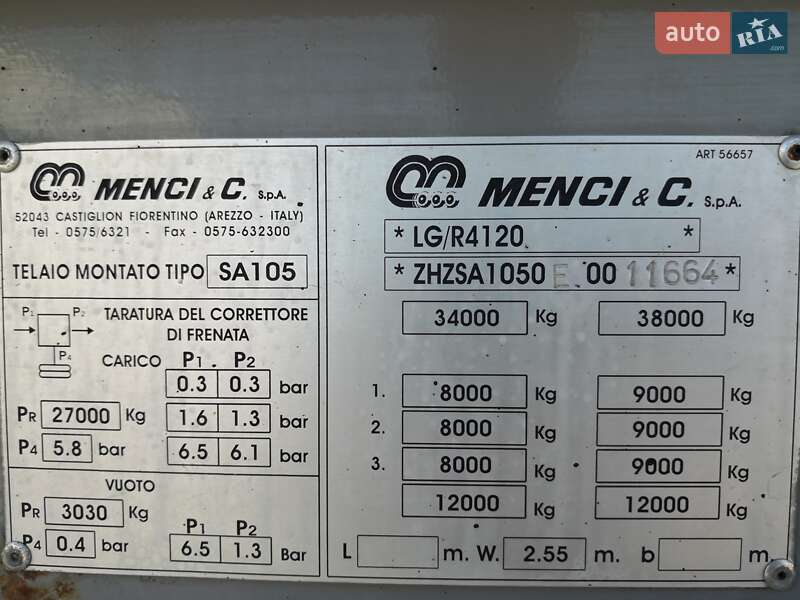 auto RIA .com
MENCI & C. S.p.A.
52043 CASTIGLION FIORENTINO (AREZZO - ITALY)
Tel - 0575/6321 - Fax - 0575-632300
TELAIO MONTATO TIPO SA105
P1 P2 TARATURA DEL CORRETTORE
DI FRENATA
P4
CARICO P1 P2
0.3 0.3 bar
PR 27000 Kg 1.6 1.3 bar
P4 5.8 bar 6.5 6.1 bar
VUOTO
PR 3030 Kg P1 P2
P4 0.4 bar 6.5 1.3 Bar
ART 56657
MENCI & C. S.p.A.
* LG/R4120 *
* ZHZSA1050 E 00 11664 *
34000 Kg 38000 Kg
1. 8000 Kg 9000 Kg
2. 8000 Kg 9000 Kg
3. 8000 Kg 9000 Kg
12000 Kg 12000 Kg
L m. W. 2.55 m. b m.